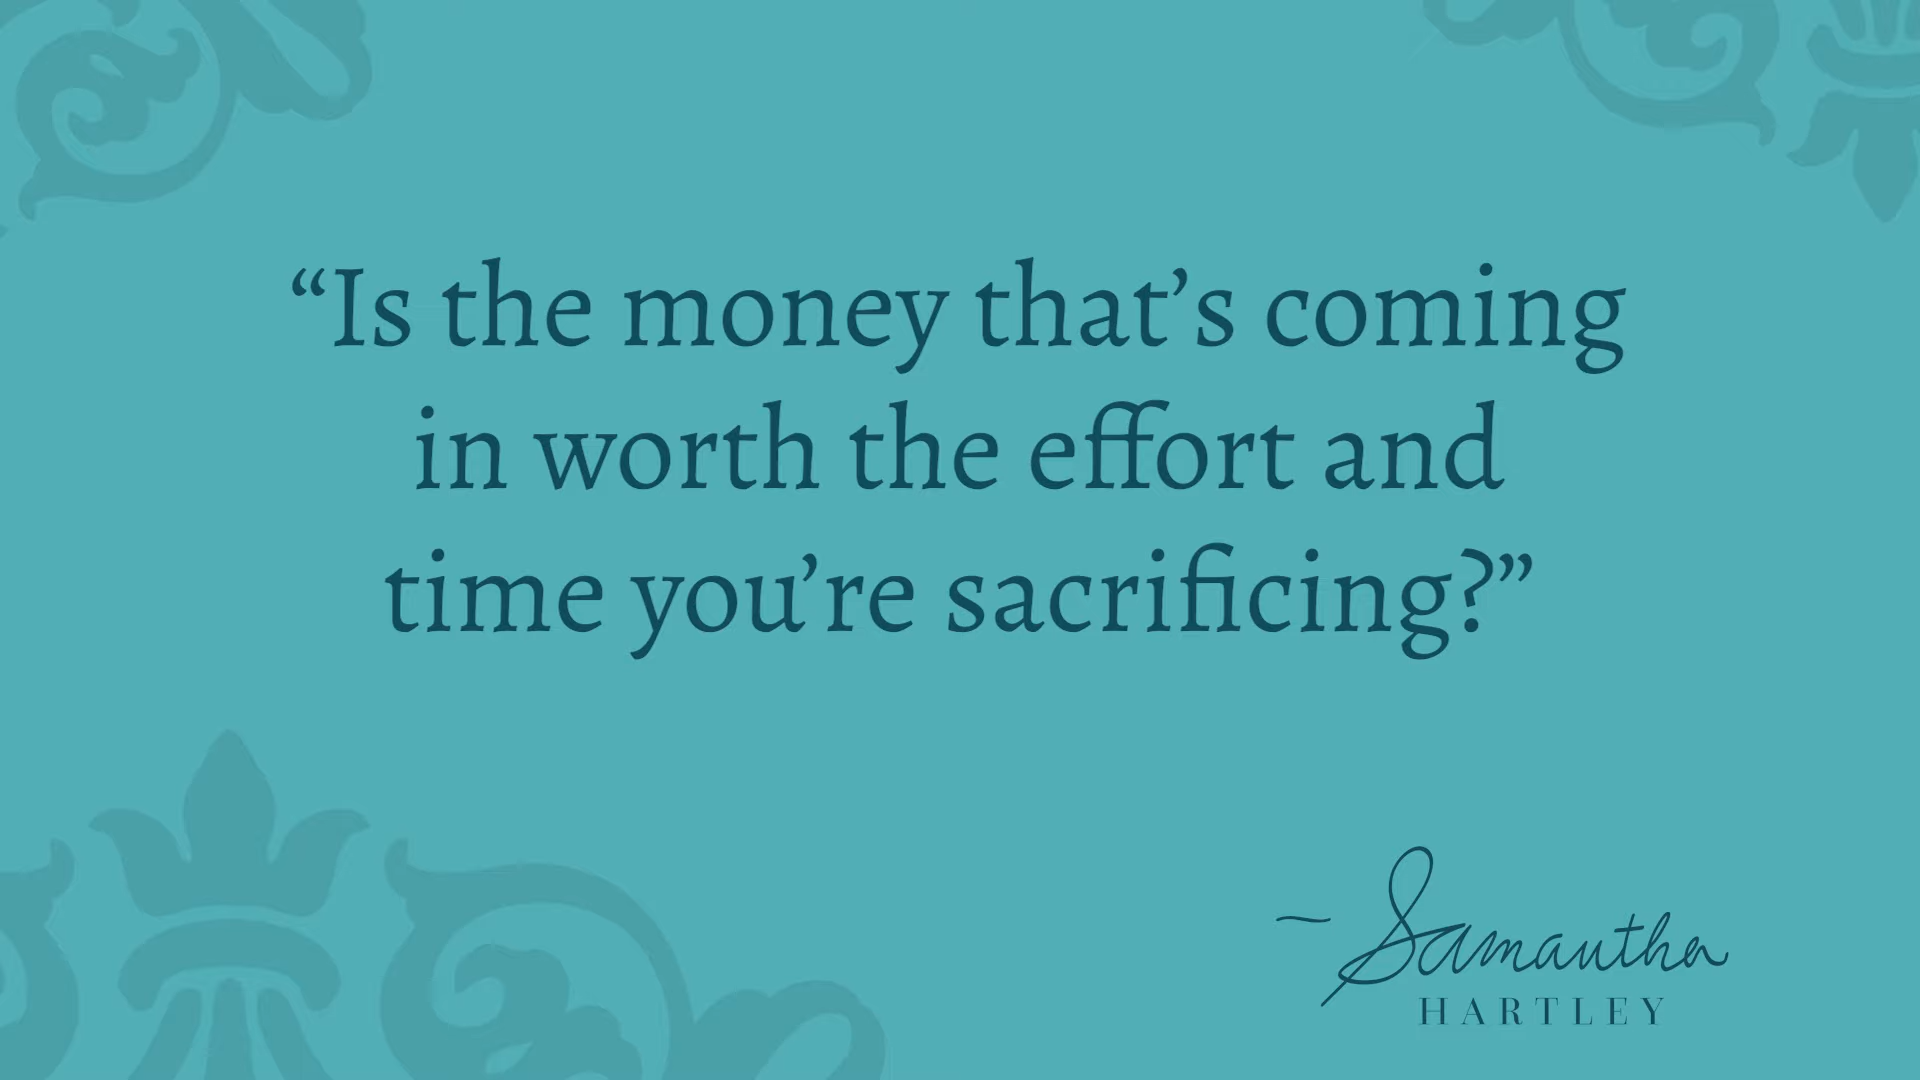 “Is the money that’s coming
in worth the effort and
time you’re sacrificing?”
~ Samantha
HARTLEY